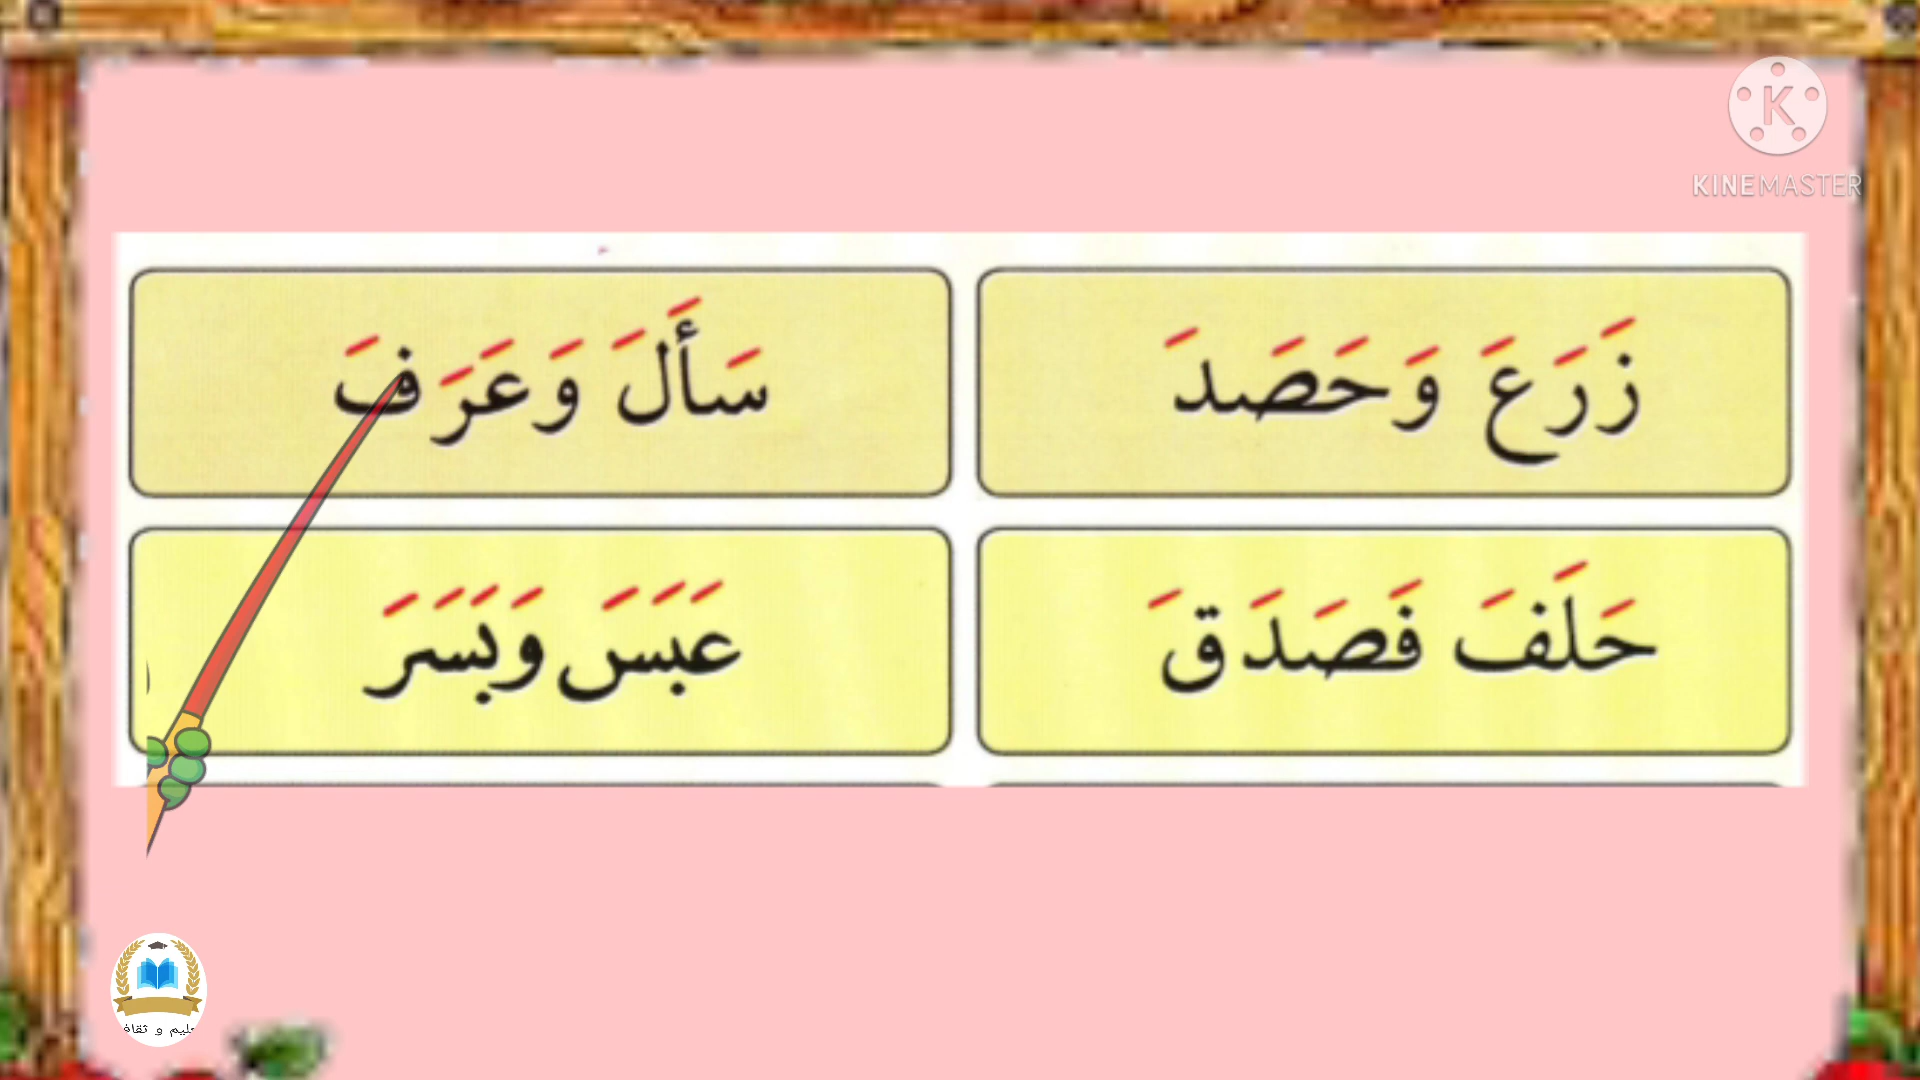 KINEMASTER
زَرَعَ وَحَصَدَ
سَأَلَ وَعَرَفَ
حَلَفَ فَصَدَقَ
عَبَسَ وَبَسَرَ
و